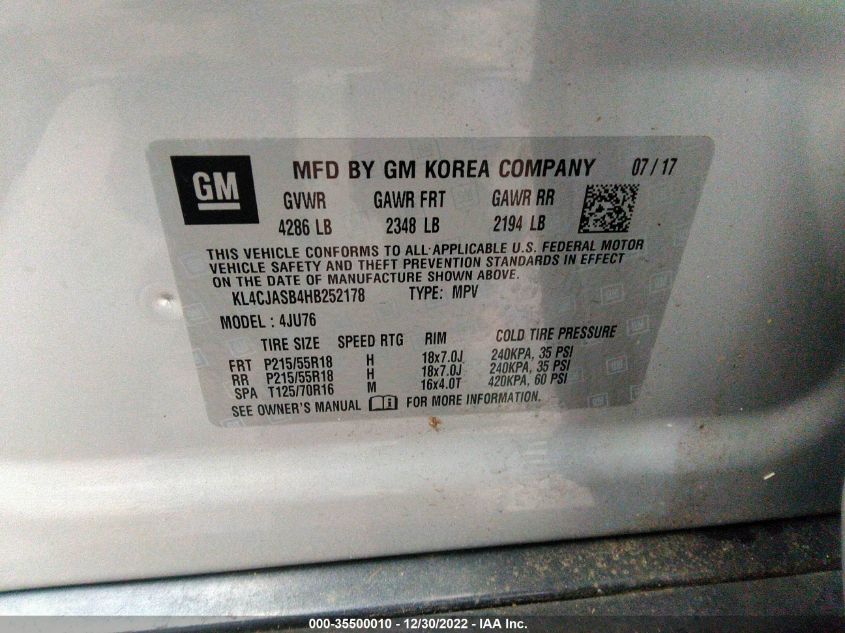 GM
MFD BY GM KOREA COMPANY 07/17
GVWR GAWR FRT GAWR RR
4286 LB 2348 LB 2194 LB
THIS VEHICLE CONFORMS TO ALL APPLICABLE U.S. FEDERAL MOTOR
VEHICLE SAFETY AND THEFT PREVENTION STANDARDS IN EFFECT
ON THE DATE OF MANUFACTURE SHOWN ABOVE.
KL4CJASB4HB252178 TYPE: MPV
MODEL : 4JU76
TIRE SIZE SPEED RTG RIM COLD TIRE PRESSURE
FRT P215/55R18 H 18x7.0J 240KPA, 35 PSI
RR P215/55R18 H 18x7.0J 240KPA, 35 PSI
SPA T125/70R16 M 16x4.0T 420KPA, 60 PSI
SEE OWNER'S MANUAL FOR MORE INFORMATION.
000-35500010 - 12/30/2022 - IAA Inc.